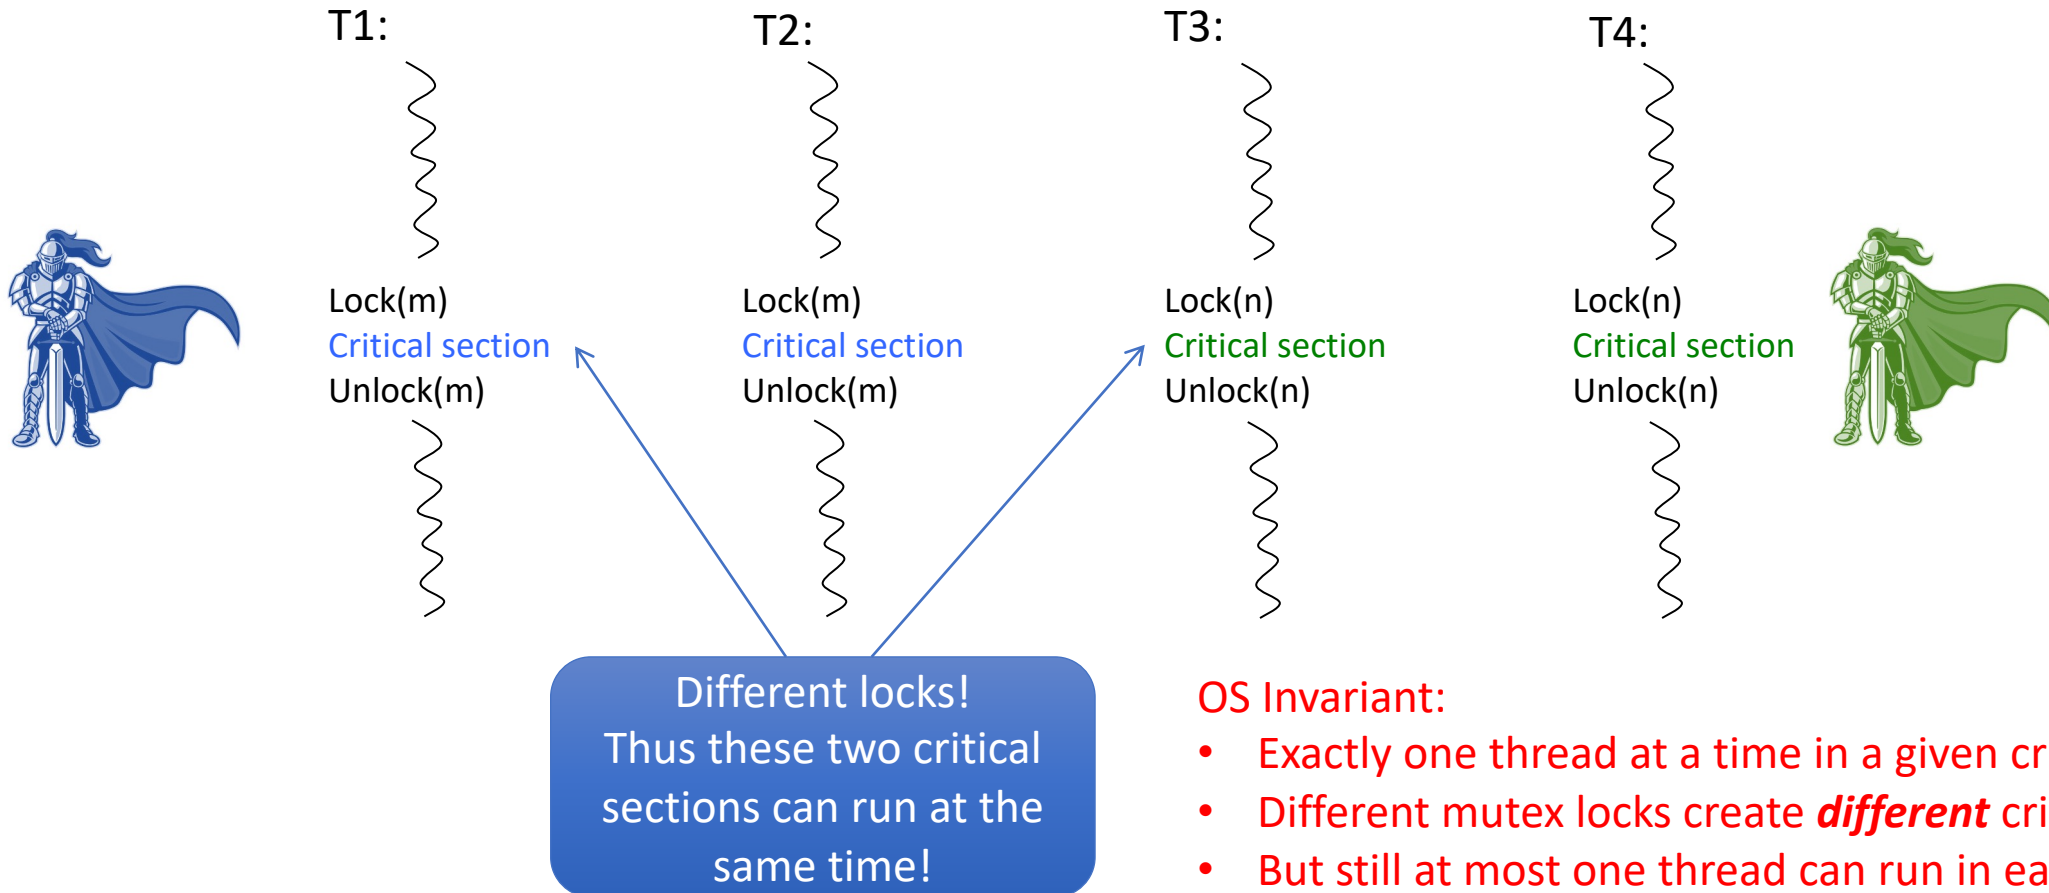 T1:
T2:
T3:
T4:
Lock(m)
Critical section
Unlock(m)
Lock(m)
Critical section
Unlock(m)
Lock(n)
Critical section
Unlock(n)
Lock(n)
Critical section
Unlock(n)
Different locks!
Thus these two critical
sections can run at the
same time!
OS Invariant:
• Exactly one thread at a time in a given cr
• Different mutex locks create different cri
• But still at most one thread can run in ea